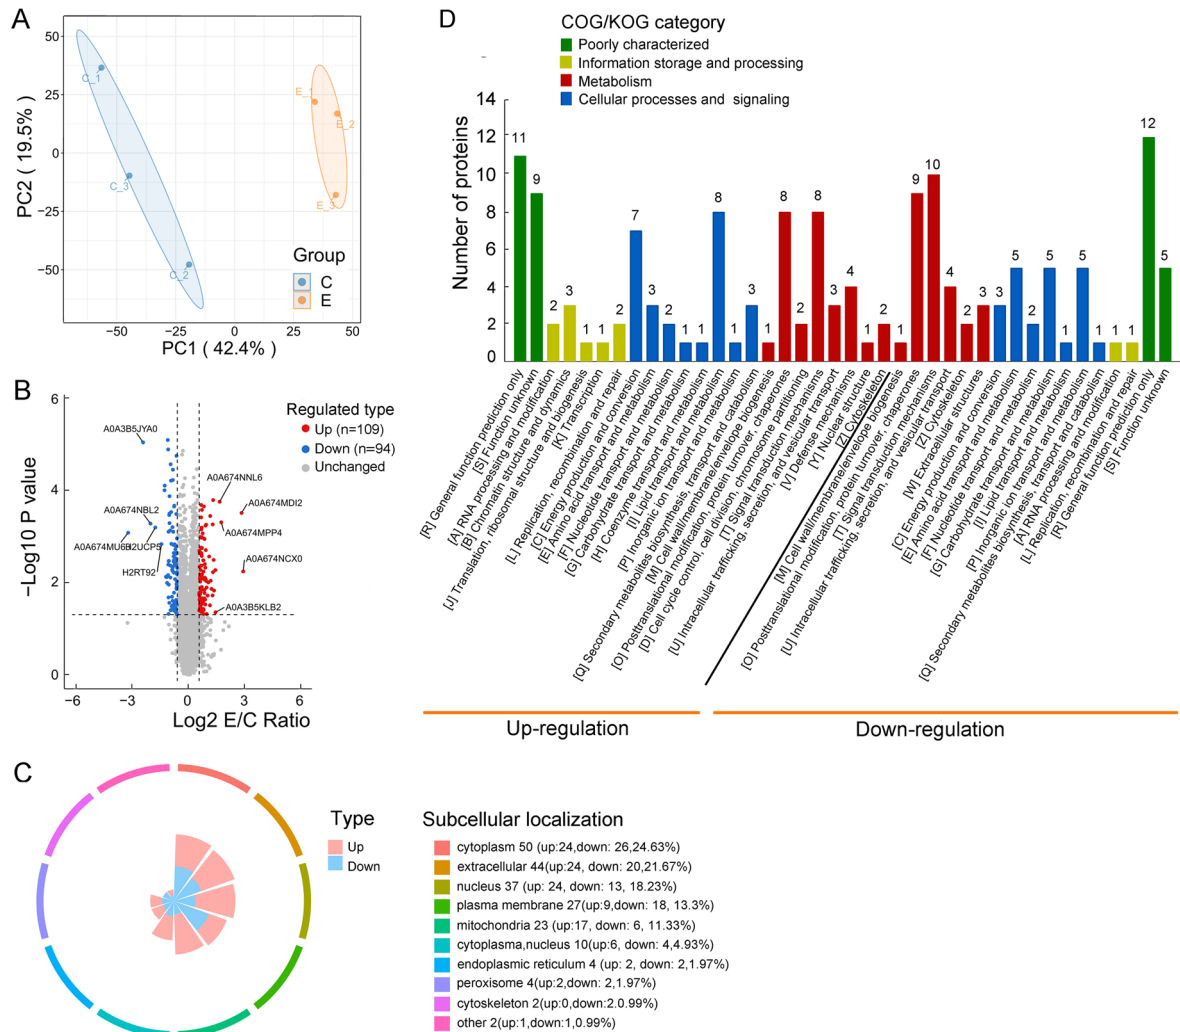 A
PC2 ( 19.5%)
50
25
0
−25
−50
C_1
C_3
C_2
E_1
E_2
E_3
Group
C
E
−50
−25
0
25
50
PC1 ( 42.4%)
B
−Log10 P value
6
4
2
0
Regulated type
Up (n=109)
Down (n=94)
Unchanged
A0A3B5JYA0
A0A674NNL6
A0A674MDI2
A0A674NBL2
A0A674MPP4
A0A674MU63
H2UCP5
H2RT92
A0A674NCX0
A0A3B5KLB2
−6
−3
0
3
6
Log2 E/C Ratio
C
Type
Up
Down
Subcellular localization
cytoplasm 50 (up:24,down: 26,24.63%)
extracellular 44(up:24, down: 20,21.67%)
nucleus 37 (up: 24, down: 13, 18.23%)
plasma membrane 27(up:9,down: 18, 13.3%)
mitochondria 23 (up:17, down: 6, 11.33%)
cytoplasma,nucleus 10(up:6, down: 4,4.93%)
endoplasmic reticulum 4 (up: 2, down: 2,1.97%)
peroxisome 4(up:2,down: 2,1.97%)
cytoskeleton 2(up:0,down:2.0.99%)
other 2(up:1,down:1,0.99%)
D
COG/KOG category
Poorly characterized
Information storage and processing
Metabolism
Cellular processes and signaling
Number of proteins
14
12
10
8
6
4
2
0
11 9 2 3 1 1 2 7 3 2 1 1 8 1 3 1 8 2 8 3 4 1 2 1 9 10 4 2 3 3 5 2 5 1 5 1 1 1 12 5
[R] General function prediction only
[S] Function unknown
[A] RNA processing and modification
[B] Chromatin structure and dynamics
[J] Translation, ribosomal structure and biogenesis
[K] Transcription
[L] Replication, recombination and repair
[C] Energy production and conversion
[E] Amino acid transport and metabolism
[F] Nucleotide transport and metabolism
[G] Carbohydrate transport and metabolism
[H] Coenzyme transport and metabolism
[I] Lipid transport and metabolism
[P] Inorganic ion transport and metabolism
[Q] Secondary metabolites biosynthesis, transport and catabolism
[M] Cell wall/membrane/envelope biogenesis
[O] Posttranslational modification, protein turnover, chaperones
[D] Cell cycle control, cell division, chromosome partitioning
[T] Signal transduction mechanisms
[U] Intracellular trafficking, secretion, and vesicular transport
[V] Defense mechanisms
[Y] Nuclear structure
[Z] Cytoskeleton
[M] Cell wall/membrane/envelope biogenesis
[O] Posttranslational modification, protein turnover, chaperones
[T] Signal transduction mechanisms
[U] Intracellular trafficking, secretion, and vesicular transport
[Z] Cytoskeleton
[W] Extracellular structures
[C] Energy production and conversion
[E] Amino acid transport and metabolism
[F] Nucleotide transport and metabolism
[G] Carbohydrate transport and metabolism
[I] Lipid transport and metabolism
[P] Inorganic ion transport and metabolism
[Q] Secondary metabolites biosynthesis, transport and catabolism
[A] RNA processing and modification
[L] Replication, recombination and repair
[R] General function prediction only
[S] Function unknown
Up-regulation
Down-regulation